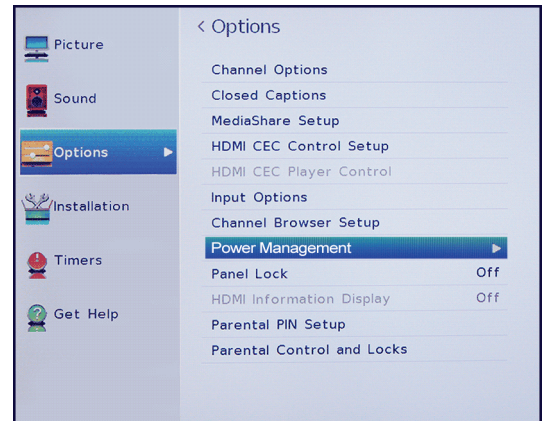 Picture
Sound
Options
Installation
Timers
Get Help
< Options
Channel Options
Closed Captions
MediaShare Setup
HDMI CEC Control Setup
HDMI CEC Player Control
Input Options
Channel Browser Setup
Power Management
Panel Lock Off
HDMI Information Display Off
Parental PIN Setup
Parental Control and Locks